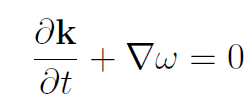 ∂𝐤/∂t + ∇ω = 0